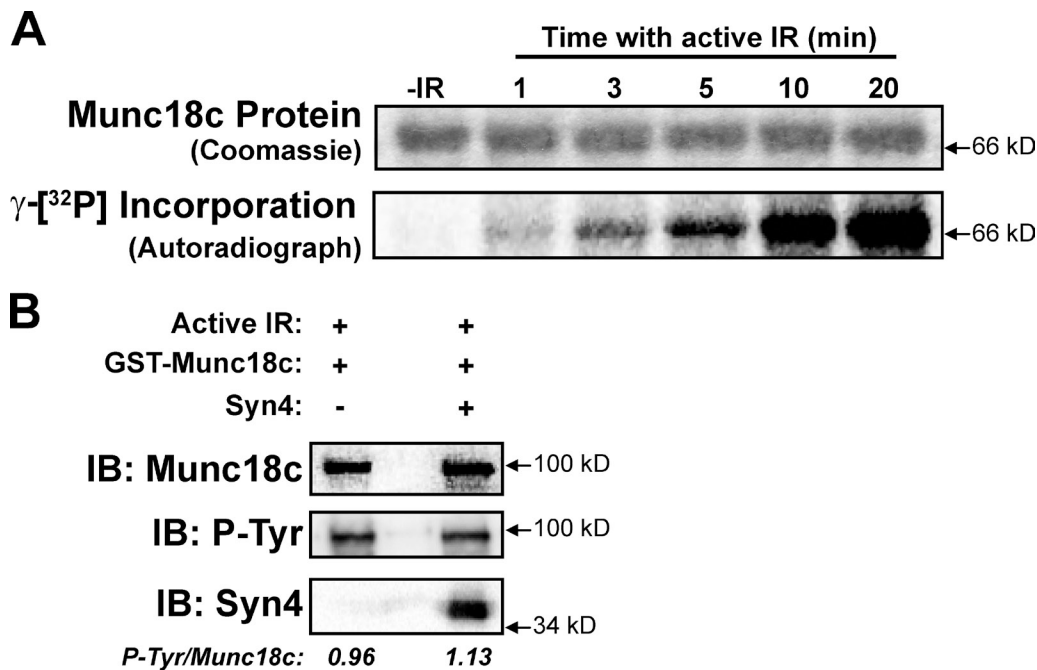 A
Time with active IR (min)
-IR 1 3 5 10 20
Munc18c Protein
(Coomassie)
66 kD
γ-[³²P] Incorporation
(Autoradiograph)
66 kD
B
Active IR: + +
GST-Munc18c: + +
Syn4: - +
IB: Munc18c
100 kD
IB: P-Tyr
100 kD
IB: Syn4
34 kD
P-Tyr/Munc18c: 0.96 1.13